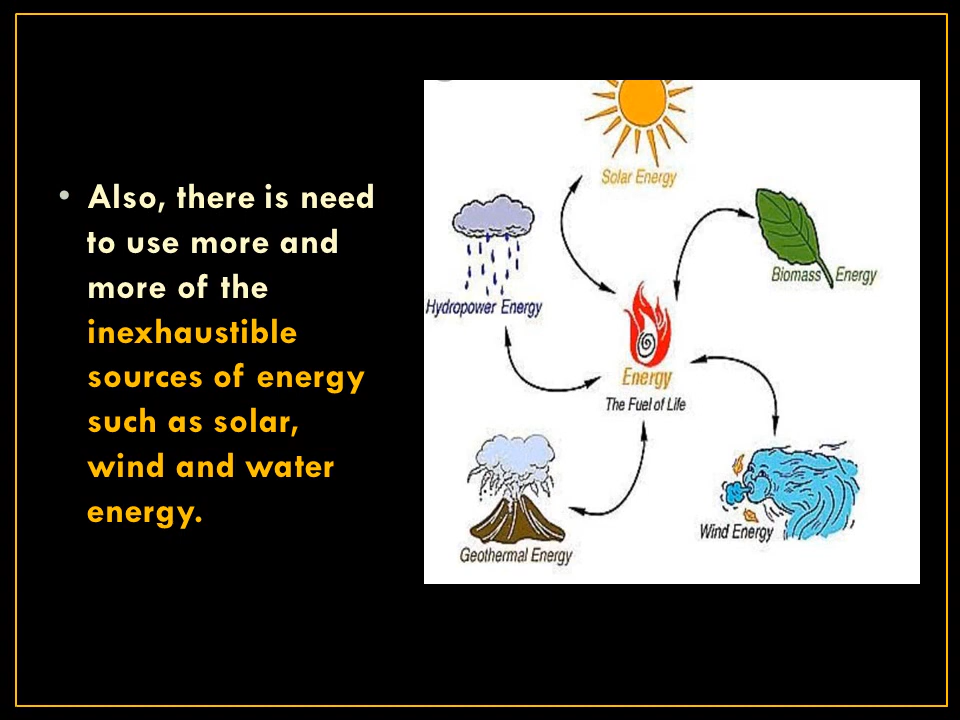 • Also, there is need
to use more and
more of the
inexhaustible
sources of energy
such as solar,
wind and water
energy.
Solar Energy
Biomass Energy
Hydropower Energy
Energy
The Fuel of Life
Wind Energy
Geothermal Energy